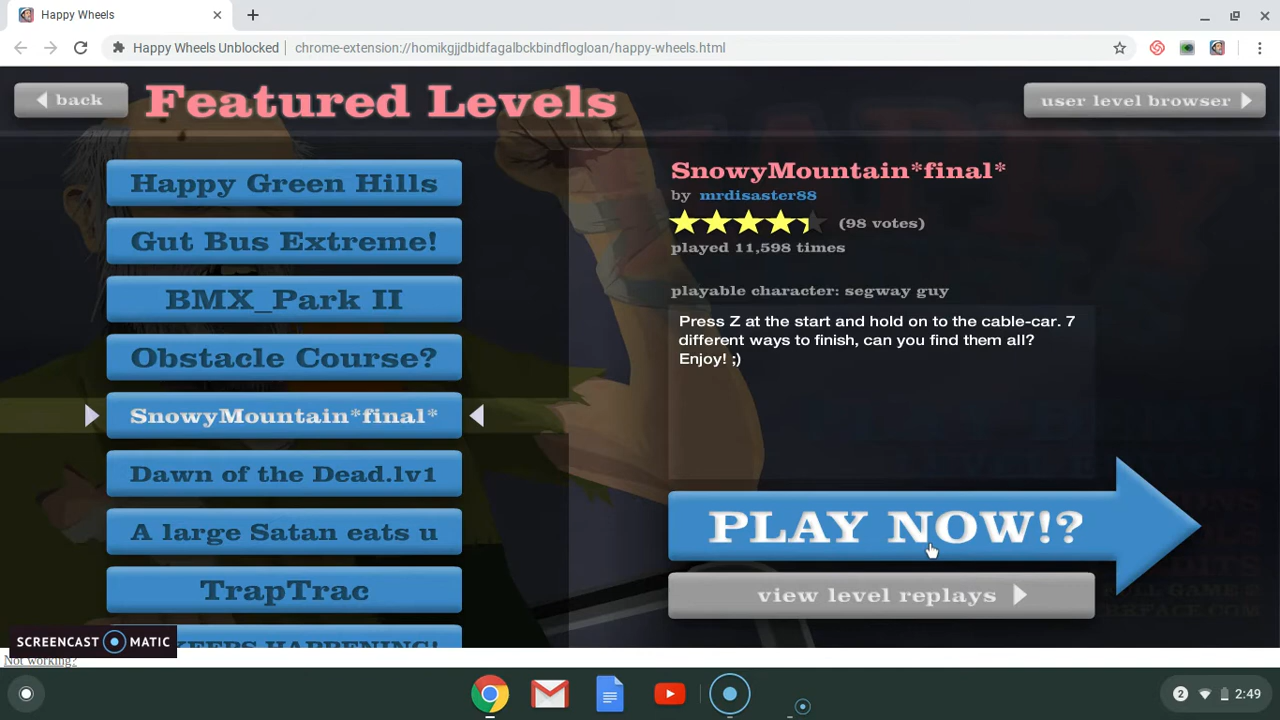 Happy Wheels
Happy Wheels Unblocked
chrome-extension://homikgjjdbidfagalbckbindflogloan/happy-wheels.html
back
Featured Levels
user level browser
Happy Green Hills
Gut Bus Extreme!
BMX_Park II
Obstacle Course?
SnowyMountain*final*
Dawn of the Dead.lv1
A large Satan eats u
TrapTrac
KEEPS HAPPENING!
SnowyMountain*final*
by mrdisaster88
(98 votes)
played 11,598 times
playable character: segway guy
Press Z at the start and hold on to the cable-car. 7
different ways to finish, can you find them all?
Enjoy! ;)
PLAY NOW!?
view level replays
SCREENCAST MATIC
Not working?
2
2:49